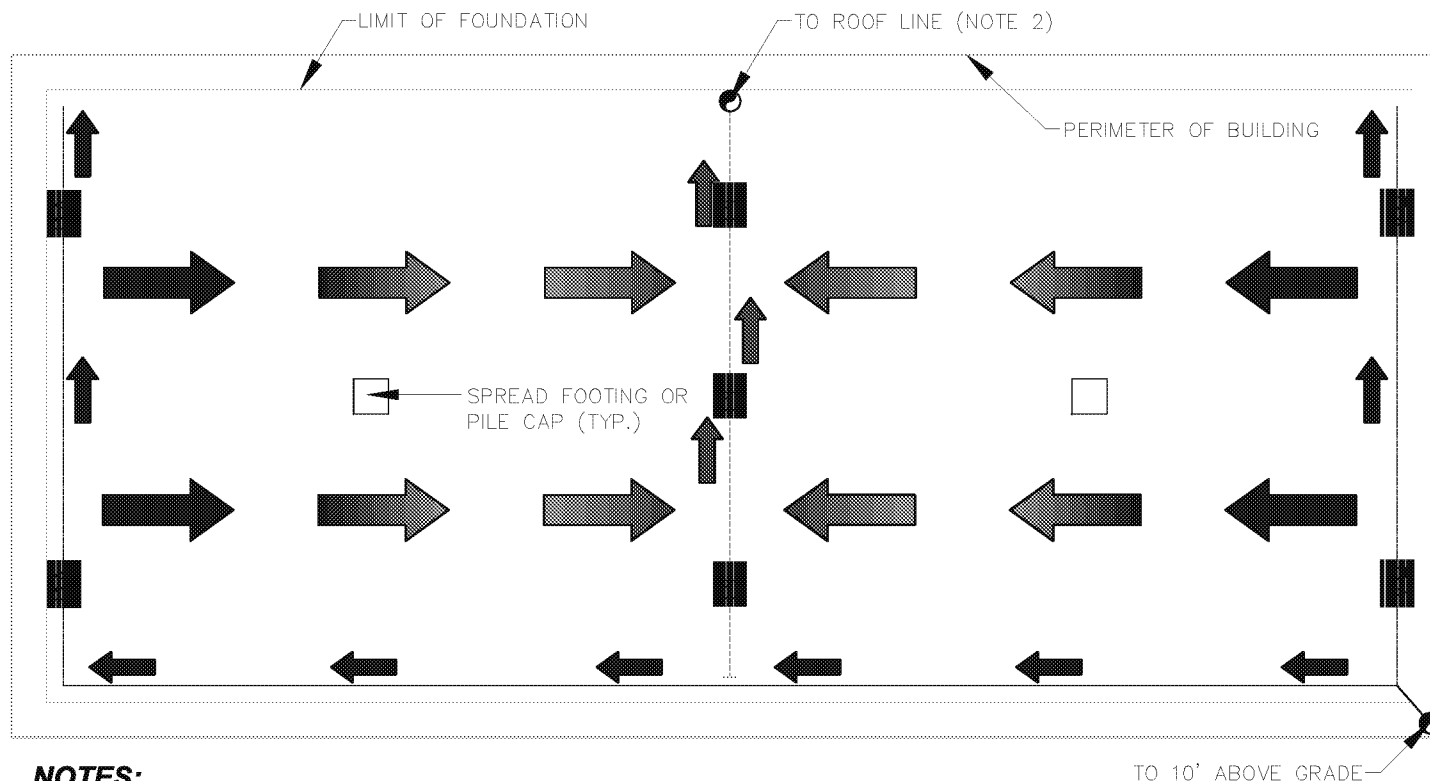 LIMIT OF FOUNDATION
TO ROOF LINE (NOTE 2)
PERIMETER OF BUILDING
SPREAD FOOTING OR
PILE CAP (TYP.)
TO 10' ABOVE GRADE
NOTES: